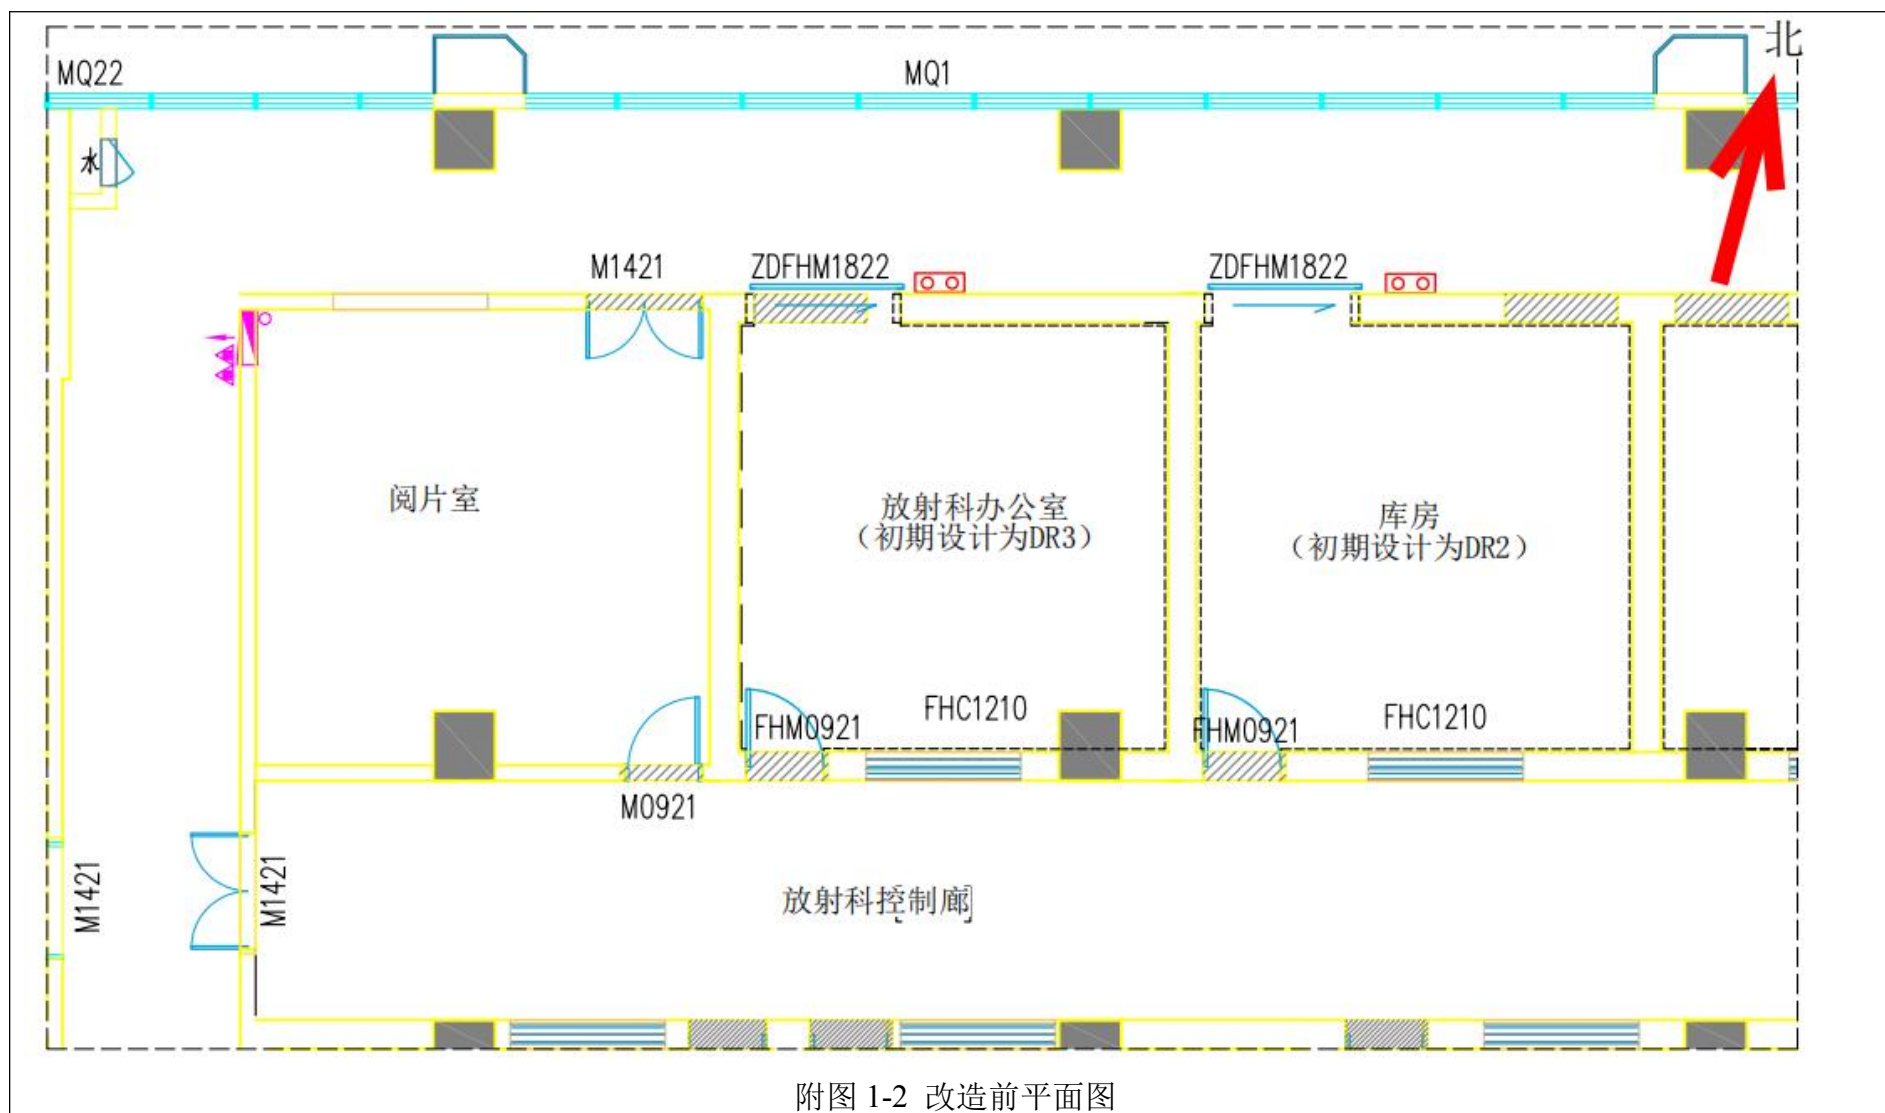 北
MQ22
MQ1
水
M1421
ZDFHM1822
ZDFHM1822
阅片室
放射科办公室
（初期设计为DR3）
库房
（初期设计为DR2）
FHM0921
FHC1210
FHM0921
FHC1210
M0921
M1421
M1421
放射科控制廊
附图 1-2 改造前平面图